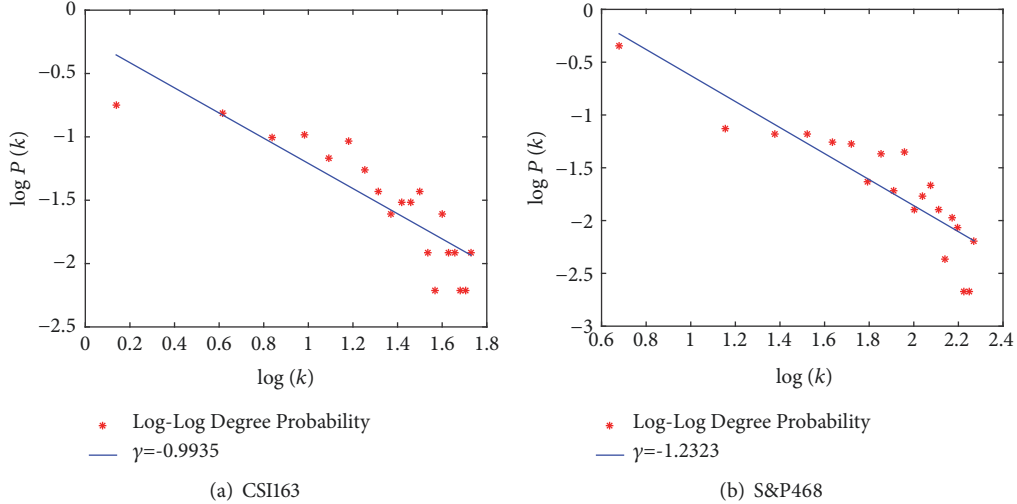 0
−0.5
−1
−1.5
−2
−2.5
log P (k)
0 0.2 0.4 0.6 0.8 1 1.2 1.4 1.6 1.8
log (k)
Log-Log Degree Probability
γ=-0.9935
(a) CSI163
0
−0.5
−1
−1.5
−2
−2.5
−3
log P (k)
0.6 0.8 1 1.2 1.4 1.6 1.8 2 2.2 2.4
log (k)
Log-Log Degree Probability
γ=-1.2323
(b) S&P468